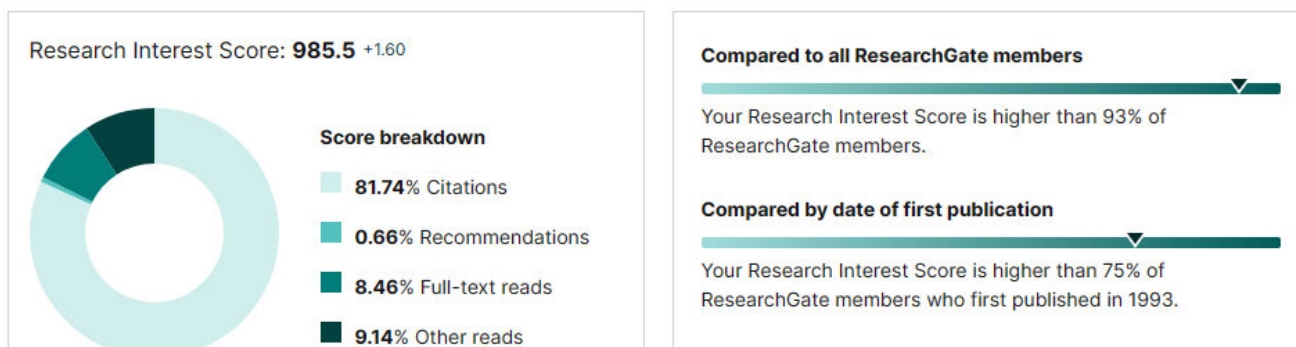 Research Interest Score: 985.5 +1.60
Score breakdown
81.74% Citations
0.66% Recommendations
8.46% Full-text reads
9.14% Other reads
Compared to all ResearchGate members
Your Research Interest Score is higher than 93% of
ResearchGate members.
Compared by date of first publication
Your Research Interest Score is higher than 75% of
ResearchGate members who first published in 1993.